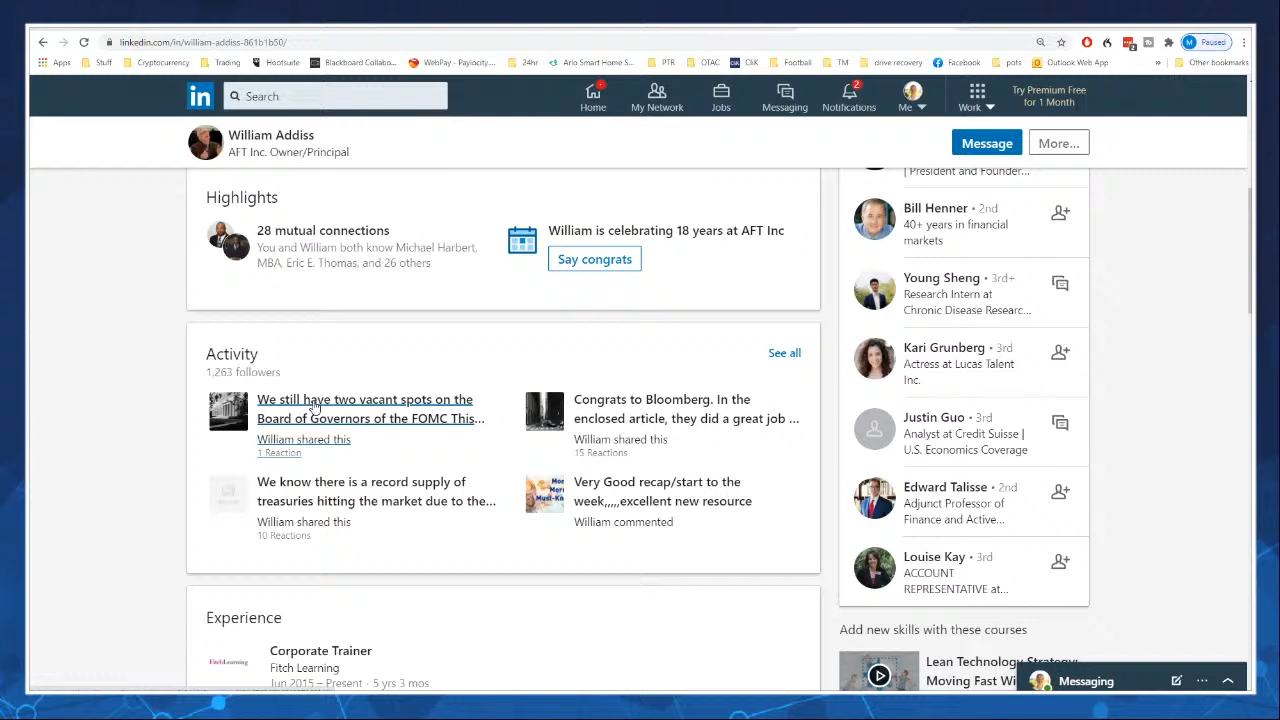 linkedin.com/in/william-addiss-861b1b50/
Paused
Apps
Stuff
Cryptocurrency
Trading
Hootsuite
Blackboard Collabo...
WebPay - Paylocity...
24hr
Arlo Smart Home S...
PTR
OTAC
CliK
Football
TM
drive recovery
Facebook
pots
Outlook Web App
»
Other bookmarks
in
Search
Home
My Network
Jobs
Messaging
2
Notifications
Me
Work
Try Premium Free
for 1 Month
William Addiss
AFT Inc. Owner/Principal
Message
More...
Highlights
28 mutual connections
You and William both know Michael Harbert,
MBA, Eric E. Thomas, and 26 others
William is celebrating 18 years at AFT Inc
Say congrats
Activity
See all
1,263 followers
We still have two vacant spots on the
Board of Governors of the FOMC This...
William shared this
1 Reaction
Congrats to Bloomberg. In the
enclosed article, they did a great job ...
William shared this
15 Reactions
We know there is a record supply of
treasuries hitting the market due to the...
William shared this
10 Reactions
Very Good recap/start to the
week,,,,,excellent new resource
William commented
Experience
FitchLearning
Corporate Trainer
Fitch Learning
Jun 2015 – Present · 5 yrs 3 mos
| President and Founder...
Bill Henner • 2nd
40+ years in financial
markets
Young Sheng • 3rd+
Research Intern at
Chronic Disease Researc...
Kari Grunberg • 3rd
Actress at Lucas Talent
Inc.
Justin Guo • 3rd
Analyst at Credit Suisse |
U.S. Economics Coverage
Edward Talisse • 2nd
Adjunct Professor of
Finance and Active...
Louise Kay • 3rd
ACCOUNT
REPRESENTATIVE at...
Add new skills with these courses
Lean Technology Strategy:
Moving Fast Wi
Messaging